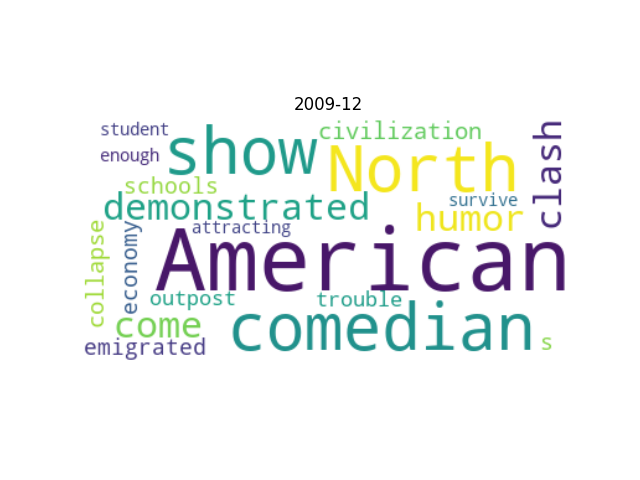 2009-12
student
show
civilization
clash
enough
North
schools
demonstrated
survive
humor
attracting
American
collapse
economy
outpost
trouble
come
comedian
emigrated
s